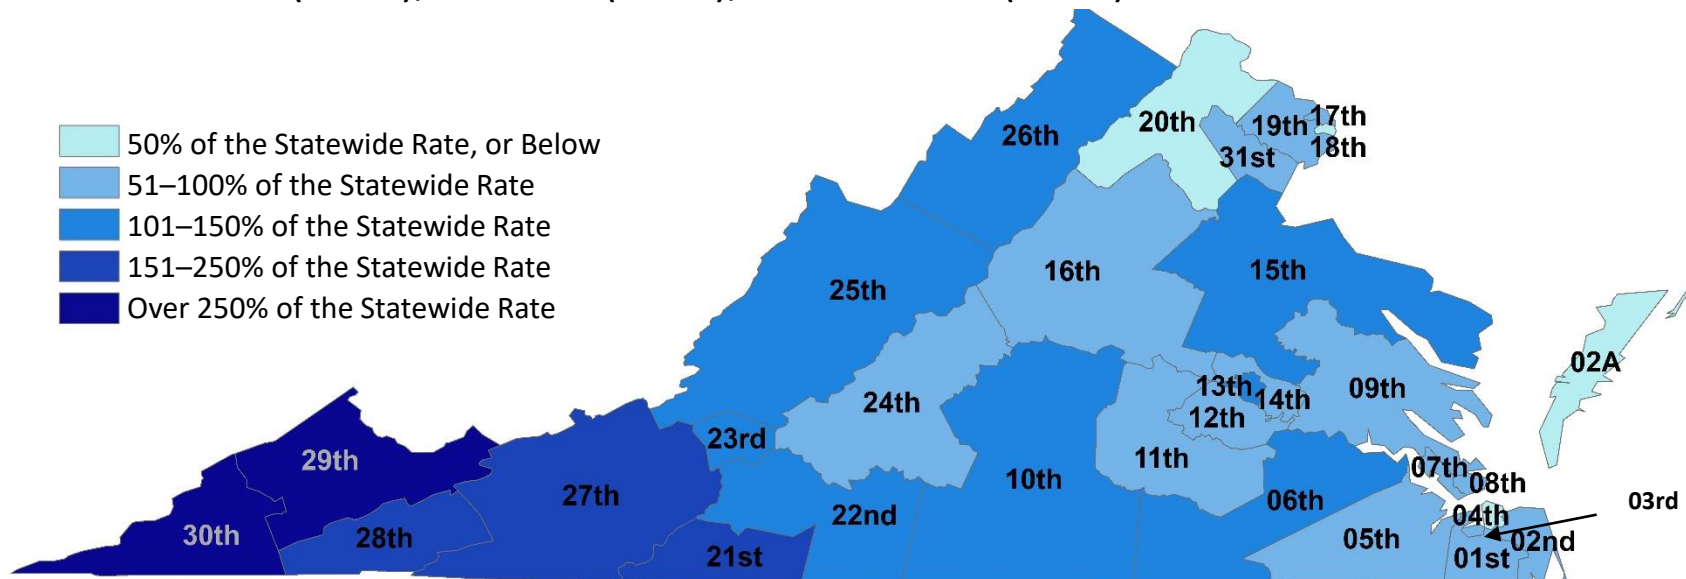 50% of the Statewide Rate, or Below
51–100% of the Statewide Rate
101–150% of the Statewide Rate
151–250% of the Statewide Rate
Over 250% of the Statewide Rate
26th
20th
19th
17th
18th
31st
25th
16th
15th
02A
24th
13th
14th
12th
09th
23rd
29th
11th
07th
08th
27th
10th
06th
03rd
22nd
04th
30th
28th
21st
05th
01st
02nd